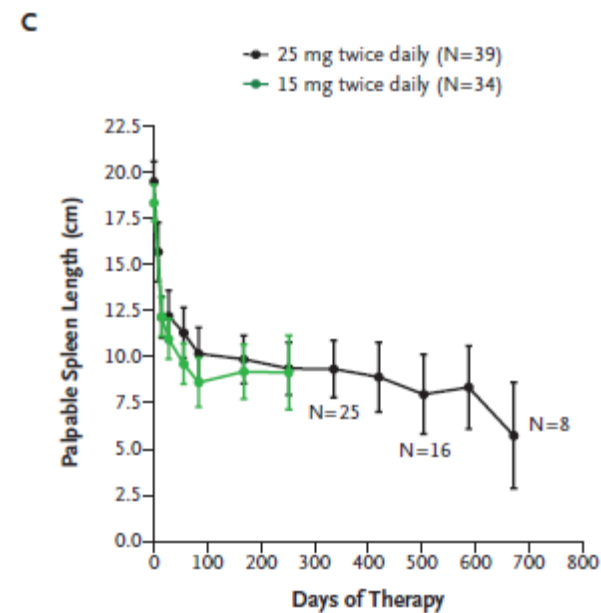 C
25 mg twice daily (N=39)
15 mg twice daily (N=34)
22.5
20.0
17.5
15.0
12.5
10.0
7.5
5.0
2.5
0.0
Palpable Spleen Length (cm)
N=25
N=16
N=8
0 100 200 300 400 500 600 700 800
Days of Therapy